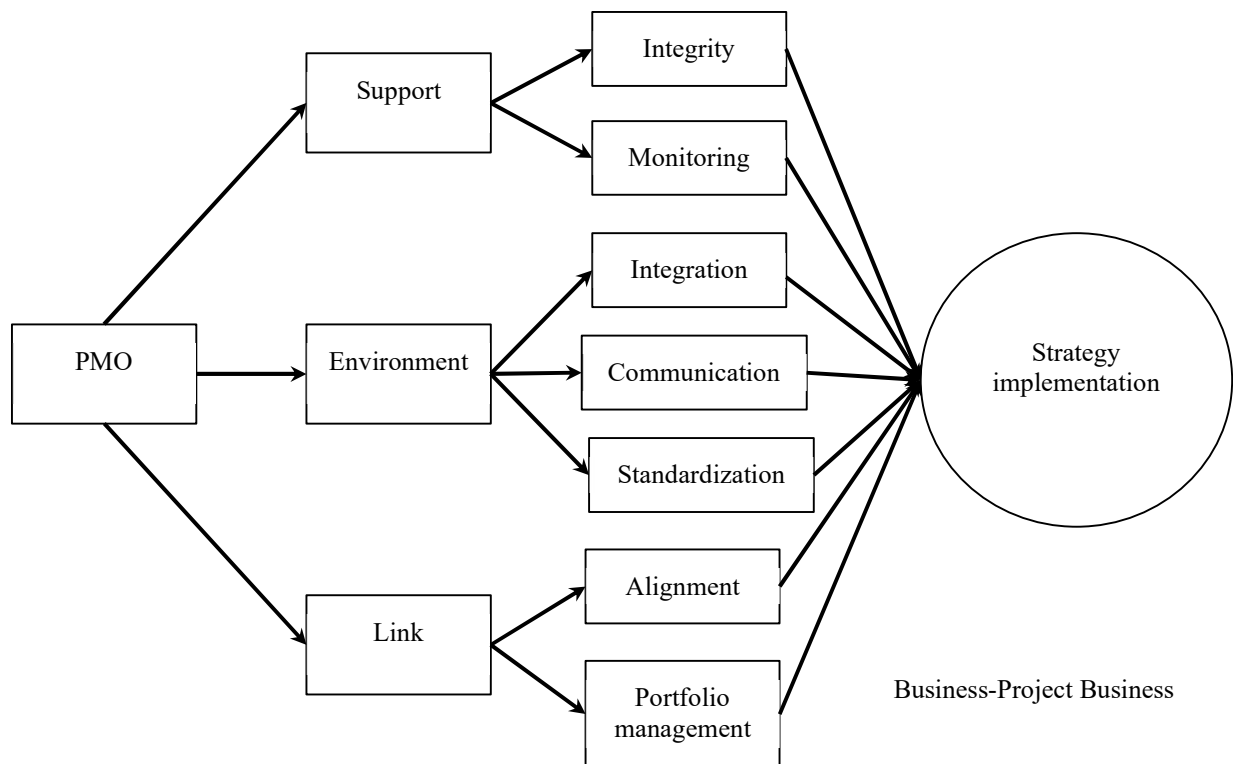 Integrity
Support
Monitoring
Integration
PMO
Environment
Communication
Strategy
implementation
Standardization
Alignment
Link
Portfolio
management
Business-Project Business